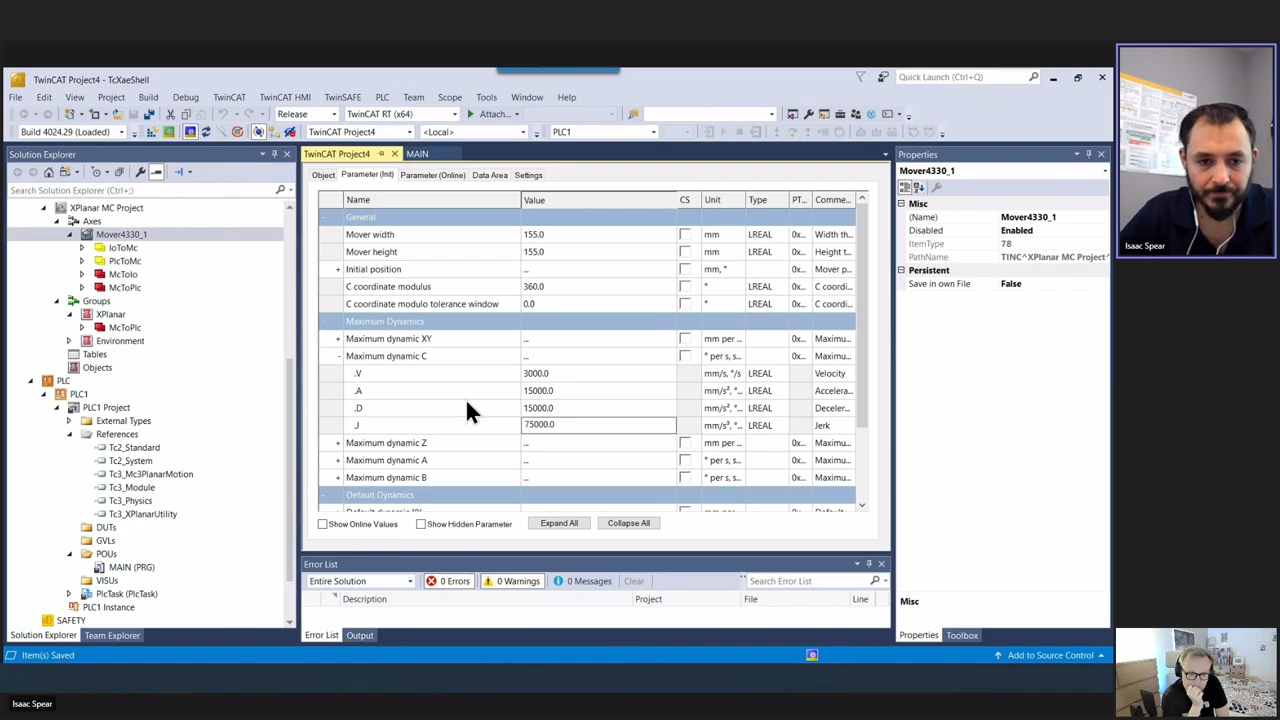 TwinCAT Project4 - TcXaeShell
Quick Launch (Ctrl+Q)
File Edit View Project Build Debug TwinCAT TwinCAT HMI TwinSAFE PLC Team Scope Tools Window Help
Release TwinCAT RT (x64) Attach...
Build 4024.29 (Loaded) TwinCAT Project4 <Local> PLC1
Solution Explorer
Search Solution Explorer (Ctrl+;)
XPlanar MC Project
Axes
Mover4330_1
IoToMc
PlcToMc
McToIo
McToPlc
Groups
XPlanar
McToPlc
Environment
Tables
Objects
PLC
PLC1
PLC1 Project
External Types
References
Tc2_Standard
Tc2_System
Tc3_Mc3PlanarMotion
Tc3_Module
Tc3_Physics
Tc3_XPlanarUtility
DUTs
GVLs
POUs
MAIN (PRG)
VISUs
PlcTask (PlcTask)
PLC1 Instance
SAFETY
Solution Explorer Team Explorer
TwinCAT Project4 MAIN
Object Parameter (Init) Parameter (Online) Data Area Settings
Name Value CS Unit Type PT... Comme...
General
Mover width 155.0 mm LREAL 0x... Width th...
Mover height 155.0 mm LREAL 0x... Height t...
Initial position ... mm, ° 0x... Mover p...
C coordinate modulus 360.0 ° LREAL 0x... C coordi...
C coordinate modulo tolerance window 0.0 ° LREAL 0x... C coordi...
Maximum Dynamics
Maximum dynamic XY ... mm per ... 0x... Maximu...
Maximum dynamic C ... ° per s, s... 0x... Maximu...
.V 3000.0 mm/s, °/s LREAL Velocity
.A 15000.0 mm/s², °... LREAL Accelera...
.D 15000.0 mm/s², °... LREAL Deceler...
.J 75000.0 mm/s³, °... LREAL Jerk
Maximum dynamic Z ... mm per ... 0x... Maximu...
Maximum dynamic A ... ° per s, s... 0x... Maximu...
Maximum dynamic B ... ° per s, s... 0x... Maximu...
Default Dynamics
Show Online Values Show Hidden Parameter Expand All Collapse All
Error List
Entire Solution 0 Errors 0 Warnings 0 Messages Clear Search Error List
Description Project File Line
Error List Output
Properties
Mover4330_1
Misc
(Name) Mover4330_1
Disabled Enabled
ItemType 78
PathName TINC^XPlanar MC Project^
Persistent
Save in own File False
Misc
Properties Toolbox
Item(s) Saved
Add to Source Control
Isaac Spear
Isaac Spear